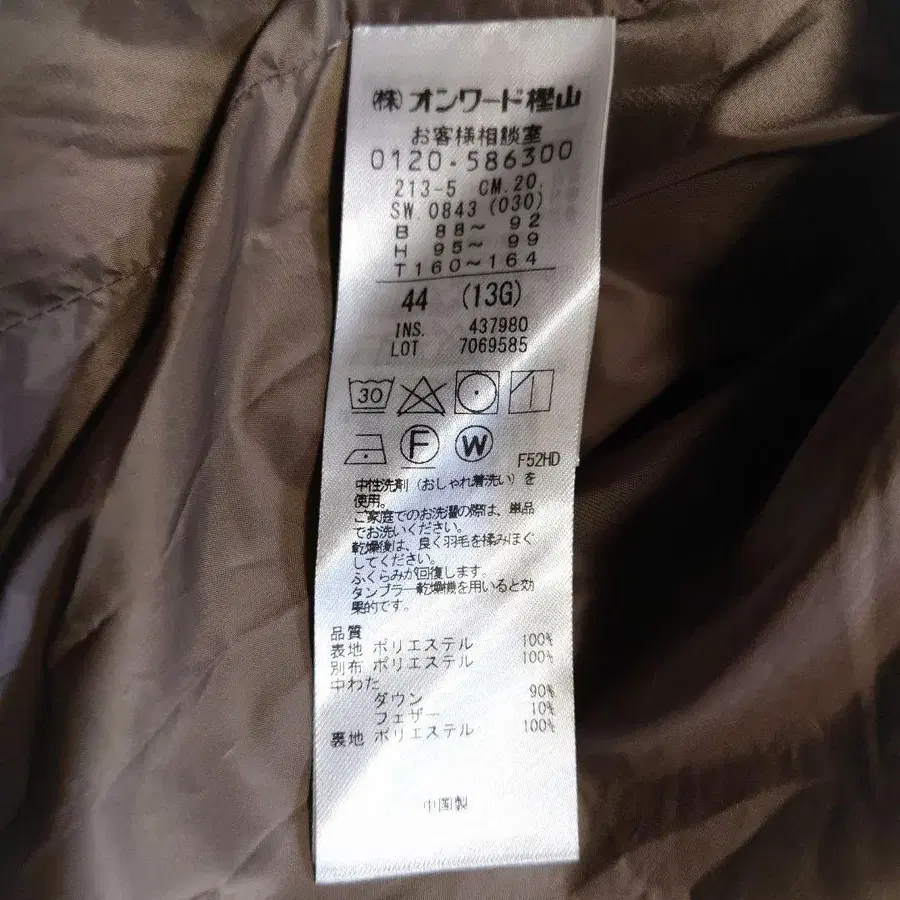 ㈱オンワード樫山
お客様相談室
0120-586300
213-5 CM.20.
SW.0843 (030)
B 88～ 92
H 95～ 99
T160～164
44 (13G)
INS. 437980
LOT 7069585
30
F W F52HD
中性洗剤（おしゃれ着洗い）を
使用。
ご家庭でのお洗濯の際は、単品
でお洗いください。
乾燥後は、良く羽毛を揉みほぐ
してください。
ふくらみが回復します
タンブラー乾燥機を用いると効
果的です。
品質
表地 ポリエステル 100%
別布 ポリエステル 100%
中わた
ダウン 90%
フェザー 10%
裏地 ポリエステル 100%
中国製